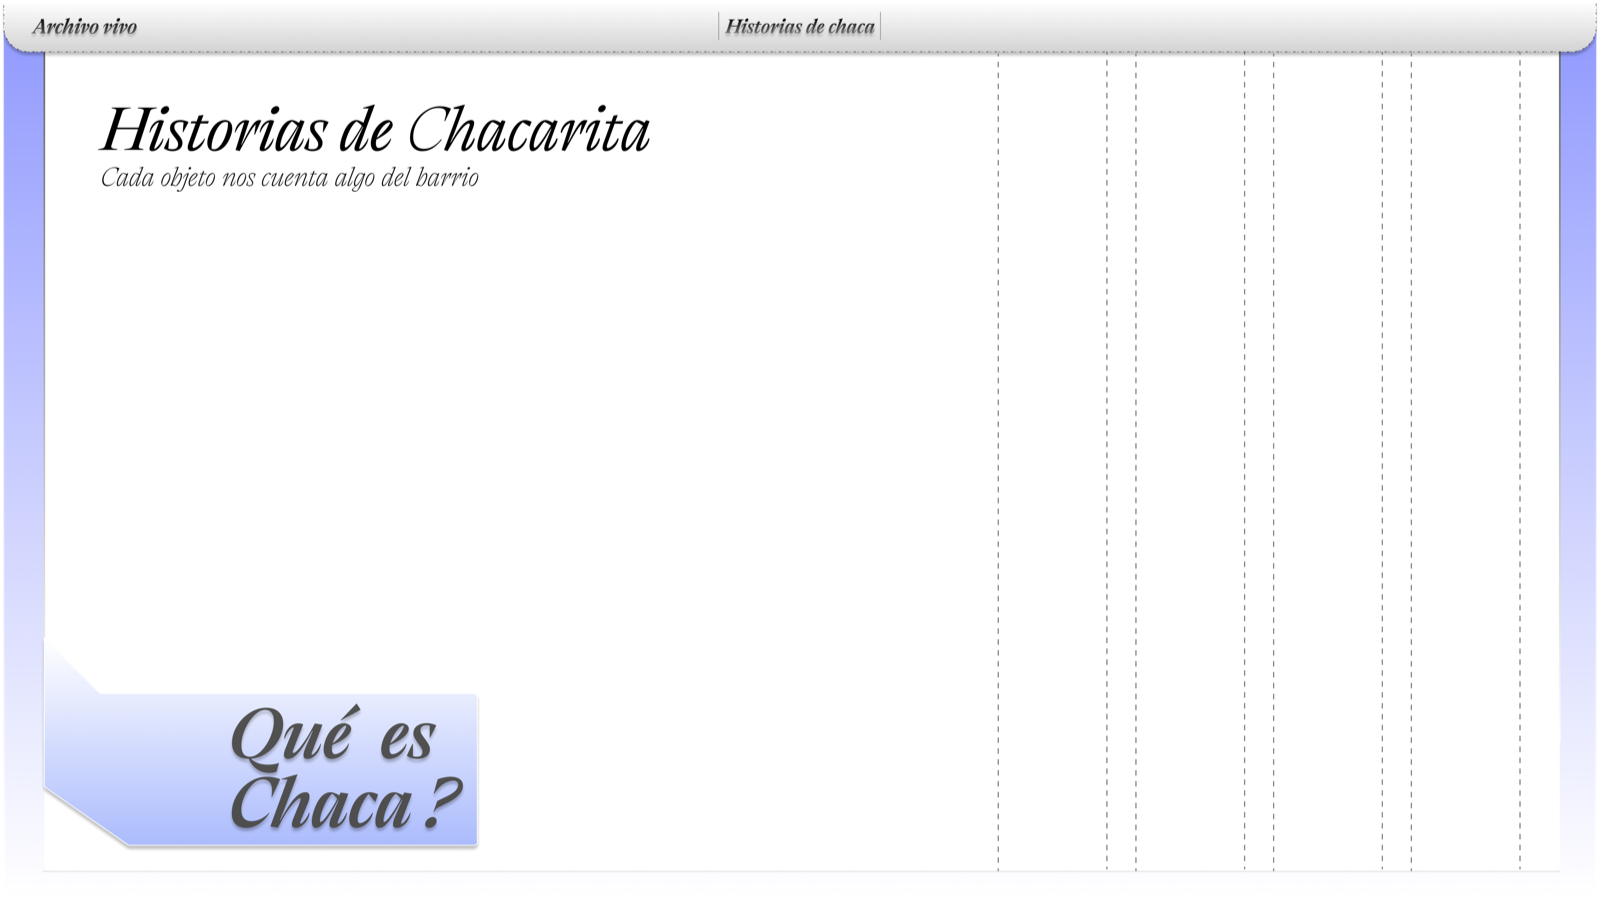 Archivo vivo
Historias de chaca
Historias de Chacarita
Cada objeto nos cuenta algo del barrio
Qué es
Chaca ?